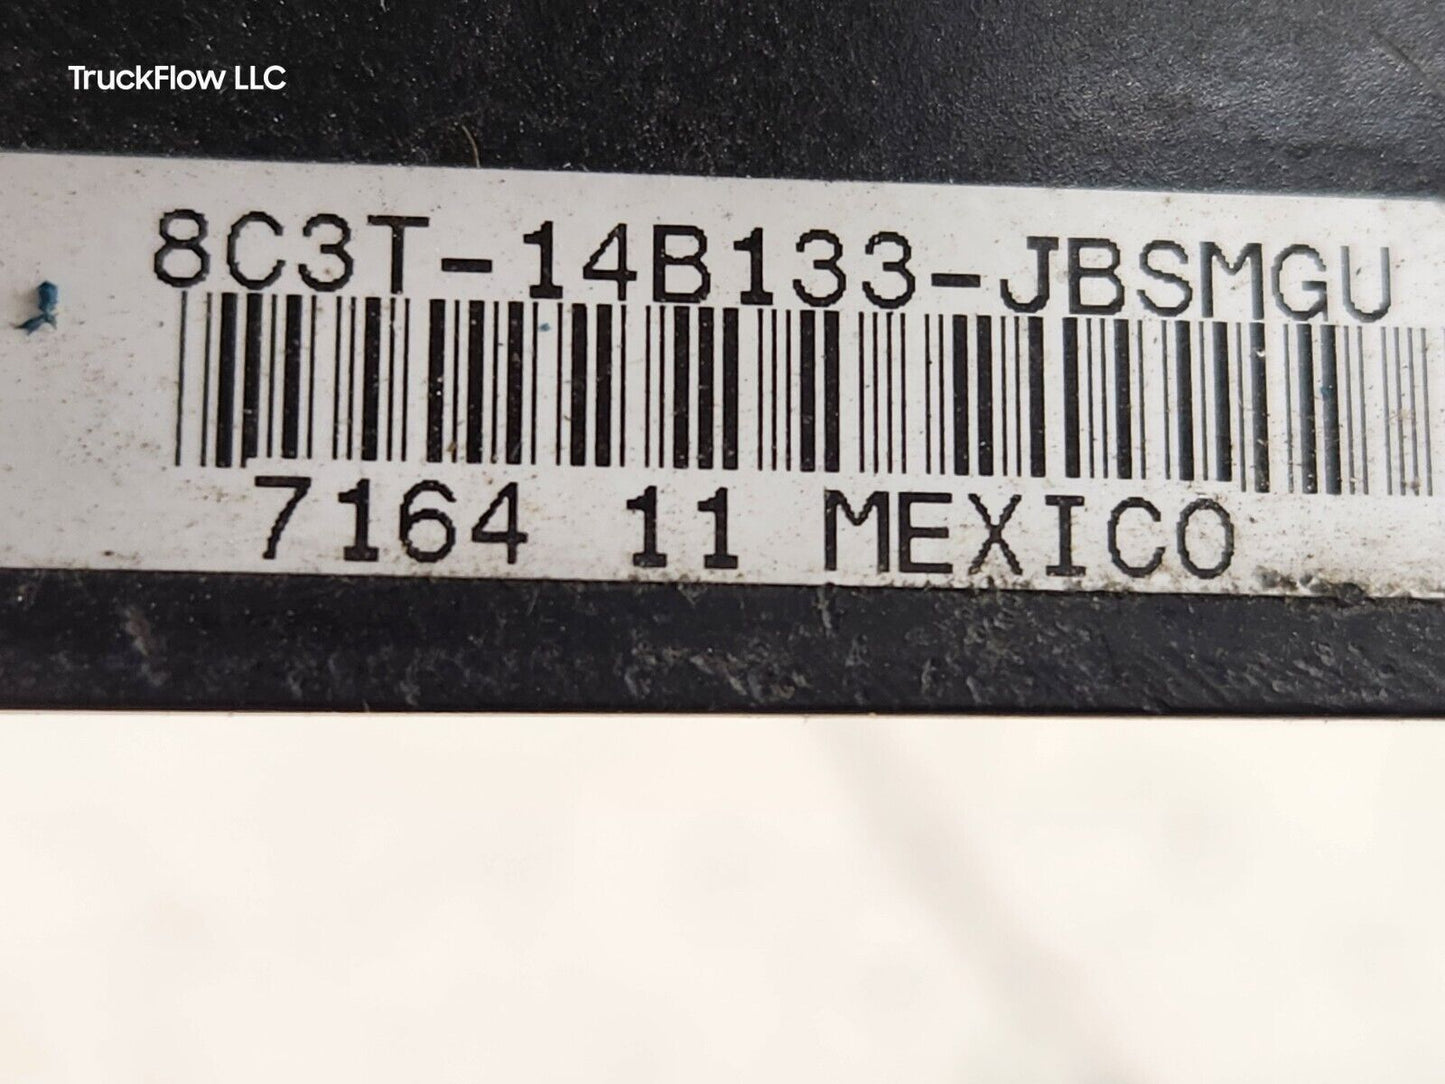 TruckFlow LLC
8C3T-14B133-JBSMGU
7164 11 MEXICO